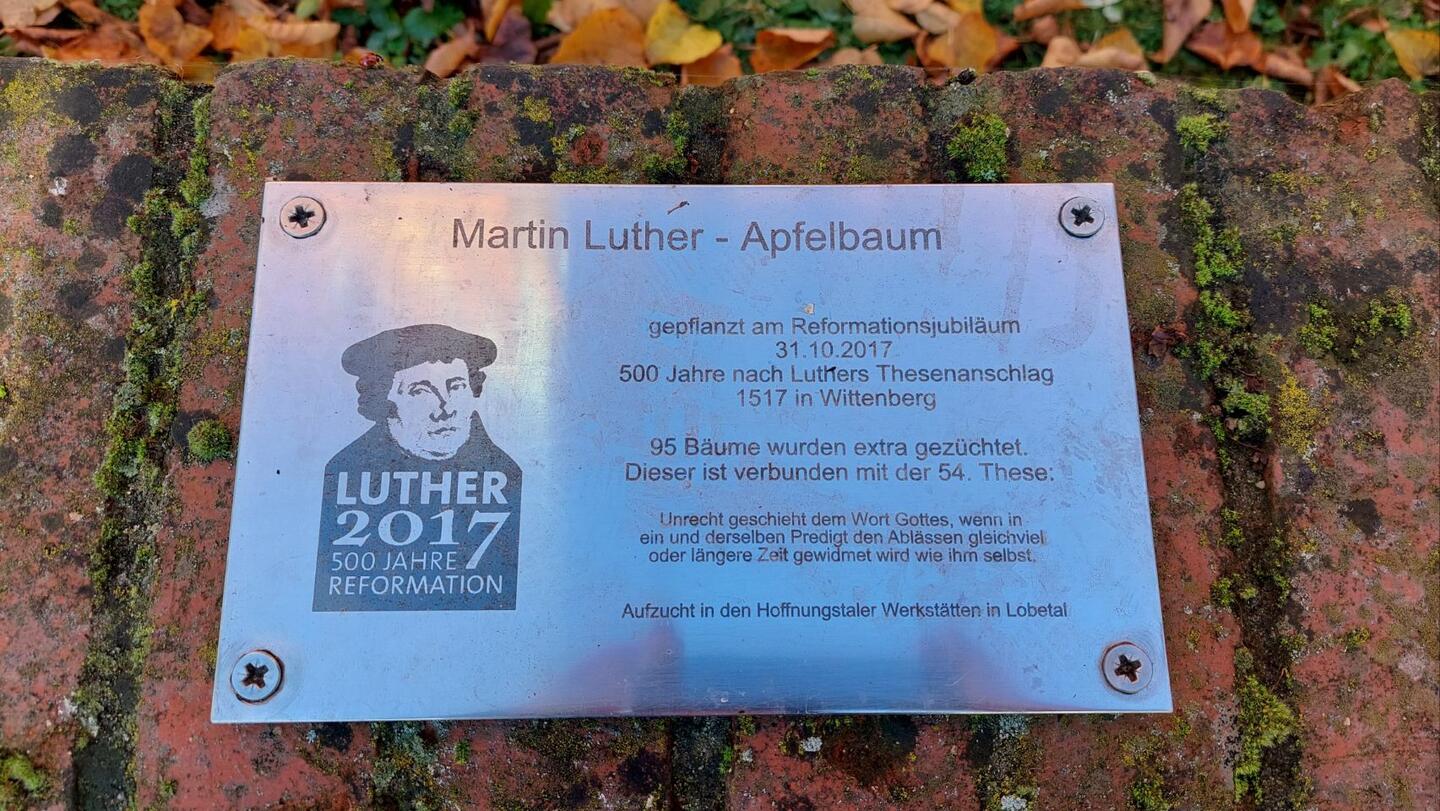 Martin Luther - Apfelbaum
gepflanzt am Reformationsjubiläum
31.10.2017
500 Jahre nach Luthers Thesenanschlag
1517 in Wittenberg
95 Bäume wurden extra gezüchtet.
Dieser ist verbunden mit der 54. These:
Unrecht geschieht dem Wort Gottes, wenn in
ein und derselben Predigt den Ablässen gleichviel
oder längere Zeit gewidmet wird wie ihm selbst.
Aufzucht in den Hoffnungstaler Werkstätten in Lobetal
LUTHER
2017
500 JAHRE
REFORMATION